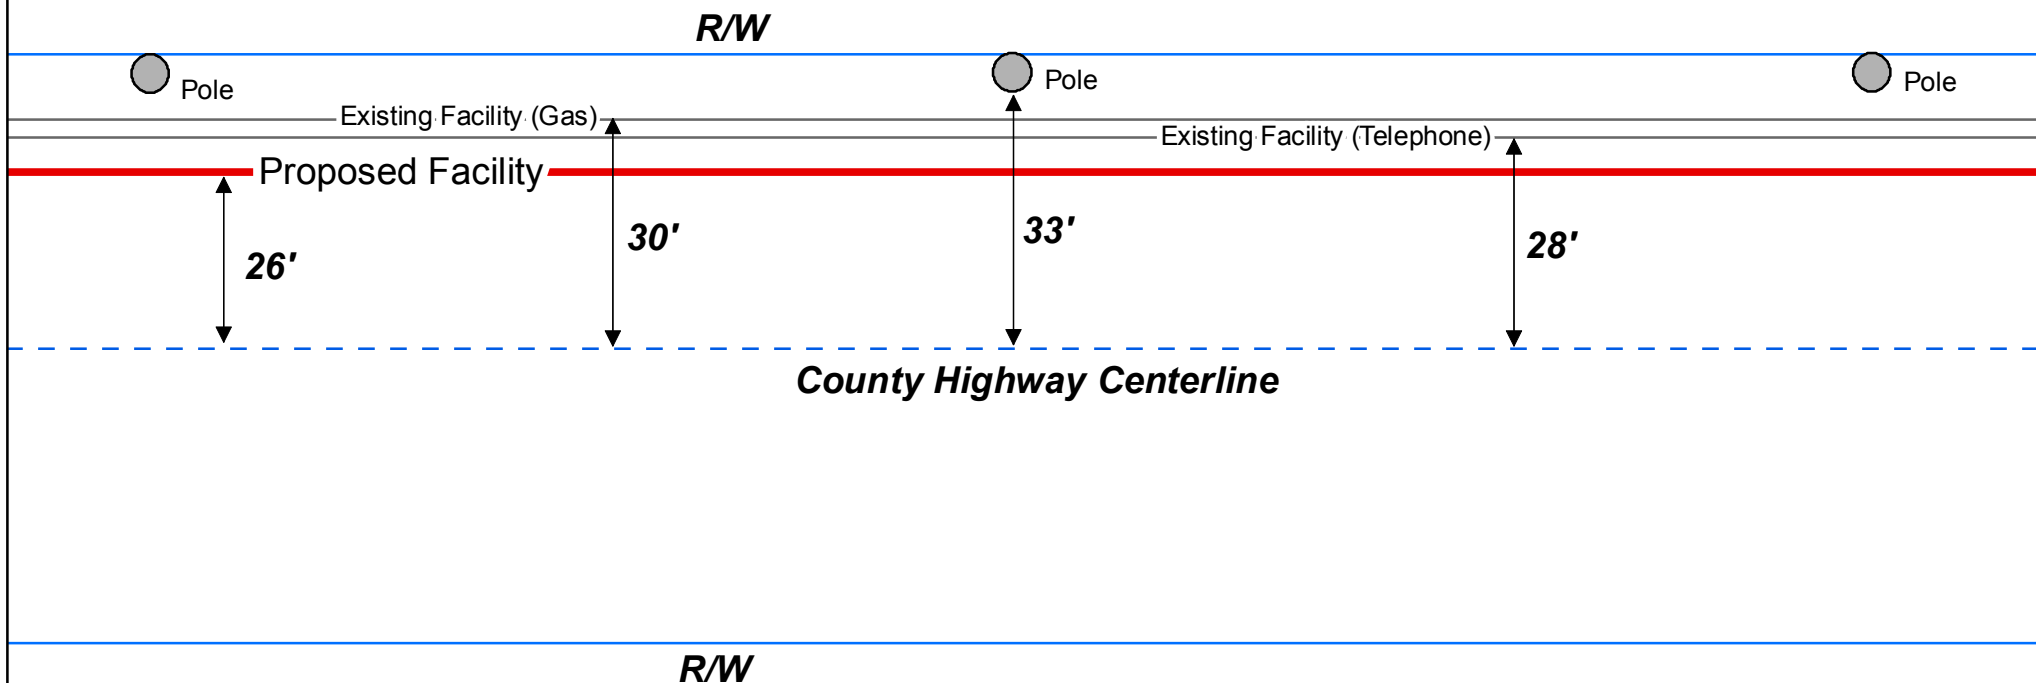 R/W
Pole
Pole
Pole
Existing Facility (Gas)
Existing Facility (Telephone)
Proposed Facility
26'
30'
33'
28'
County Highway Centerline
R/W